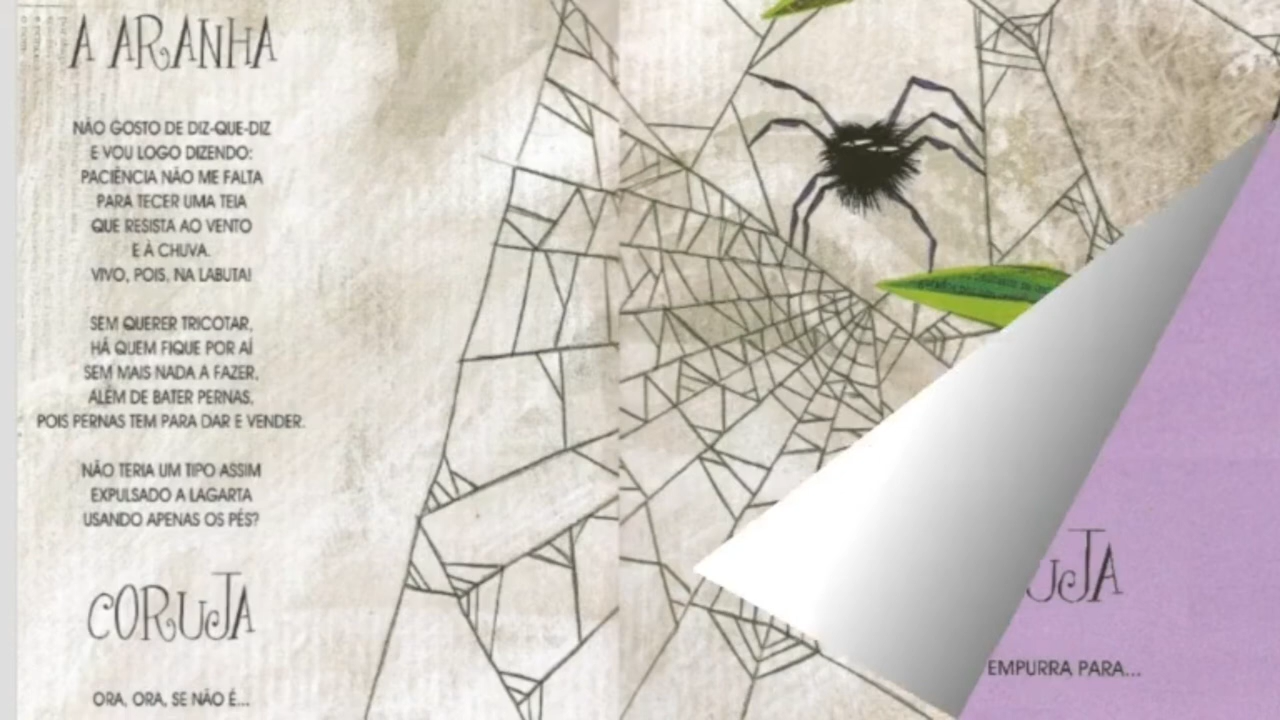 A ARANHA
NÃO GOSTO DE DIZ-QUE-DIZ
E VOU LOGO DIZENDO:
PACIÊNCIA NÃO ME FALTA
PARA TECER UMA TEIA
QUE RESISTA AO VENTO
E À CHUVA.
VIVO, POIS, NA LABUTA!
SEM QUERER TRICOTAR,
HÁ QUEM FIQUE POR AÍ
SEM MAIS NADA A FAZER,
ALÉM DE BATER PERNAS,
POIS PERNAS TEM PARA DAR E VENDER.
NÃO TERIA UM TIPO ASSIM
EXPULSADO A LAGARTA
USANDO APENAS OS PÉS?
CORUJA
ORA, ORA, SE NÃO É...
UJA
EMPURRA PARA...